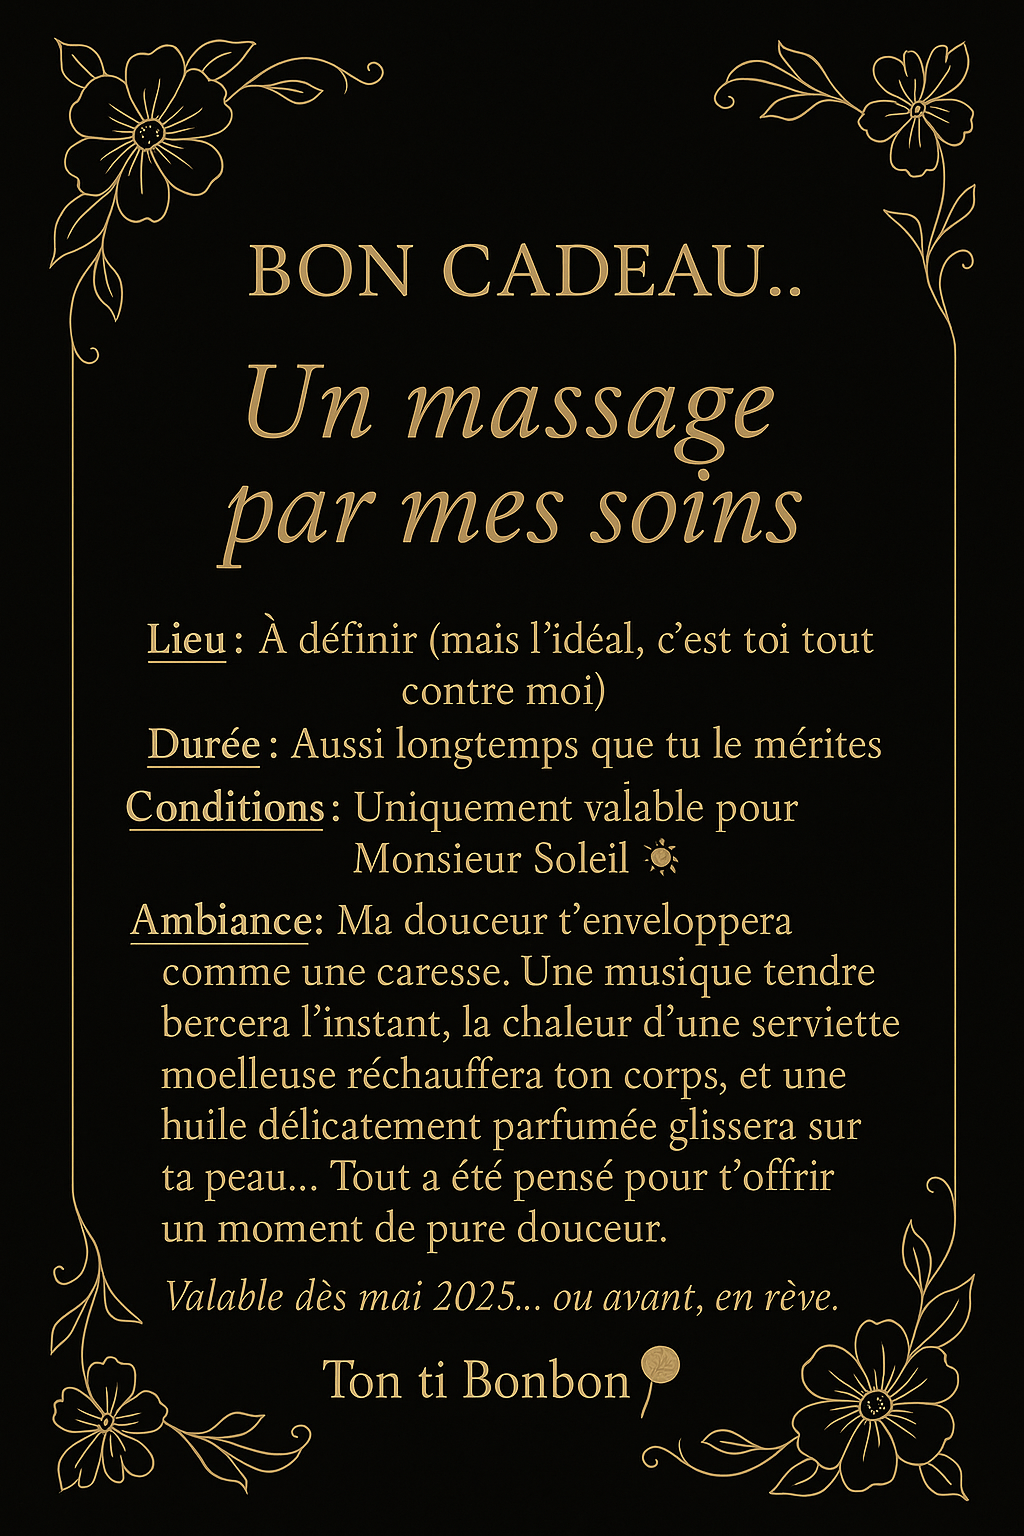 BON CADEAU..
Un massage
par mes soins
Lieu : À définir (mais l’idéal, c’est toi tout
contre moi)
Durée : Aussi longtemps que tu le mérites
Conditions : Uniquement valable pour
Monsieur Soleil ☀
Ambiance: Ma douceur t’enveloppera
comme une caresse. Une musique tendre
bercera l’instant, la chaleur d’une serviette
moelleuse réchauffera ton corps, et une
huile délicatement parfumée glissera sur
ta peau... Tout a été pensé pour t’offrir
un moment de pure douceur.
Valable dès mai 2025... ou avant, en rêve.
Ton ti Bonbon 🍭